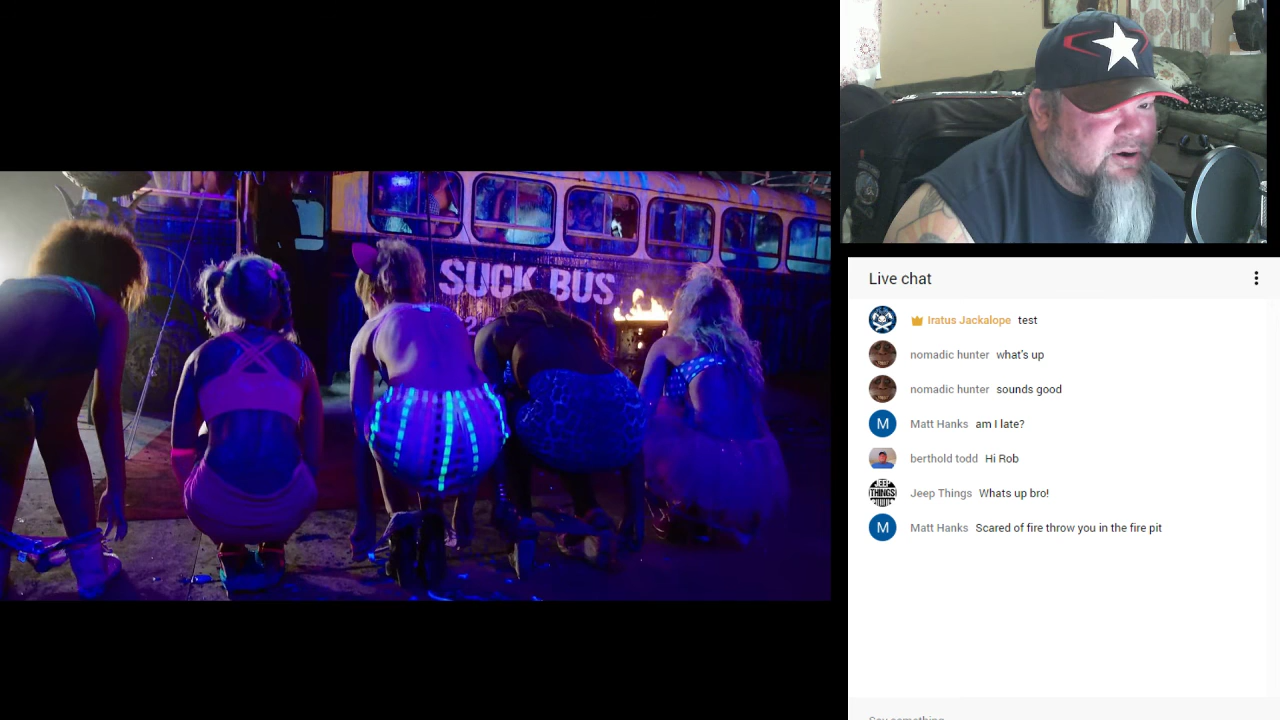 SUCK BUS
Live chat
Iratus Jackalope test
nomadic hunter what's up
nomadic hunter sounds good
M Matt Hanks am I late?
berthold todd Hi Rob
JEEP THINGS Jeep Things Whats up bro!
M Matt Hanks Scared of fire throw you in the fire pit